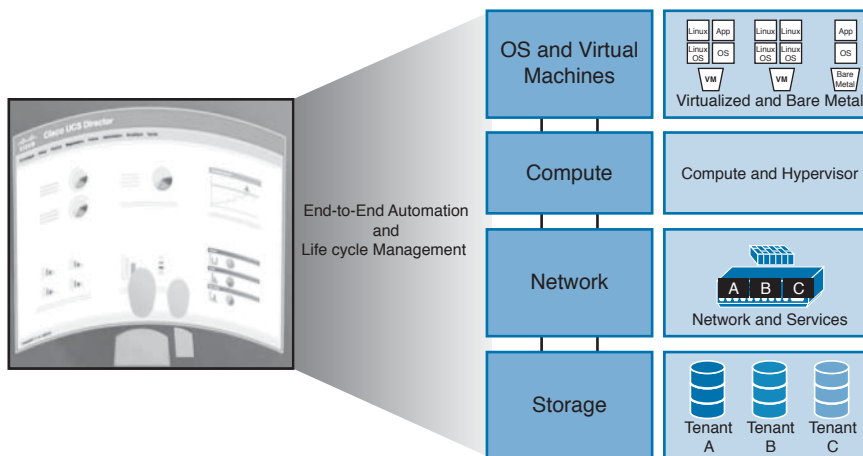 Cisco UCS Director
End-to-End Automation
and
Life cycle Management
OS and Virtual
Machines
Compute
Network
Storage
Linux App Linux Linux App
Linux OS OS Linux OS Linux OS OS
VM VM Bare Metal
Virtualized and Bare Metal
Compute and Hypervisor
A B C
Network and Services
Tenant Tenant Tenant
A B C